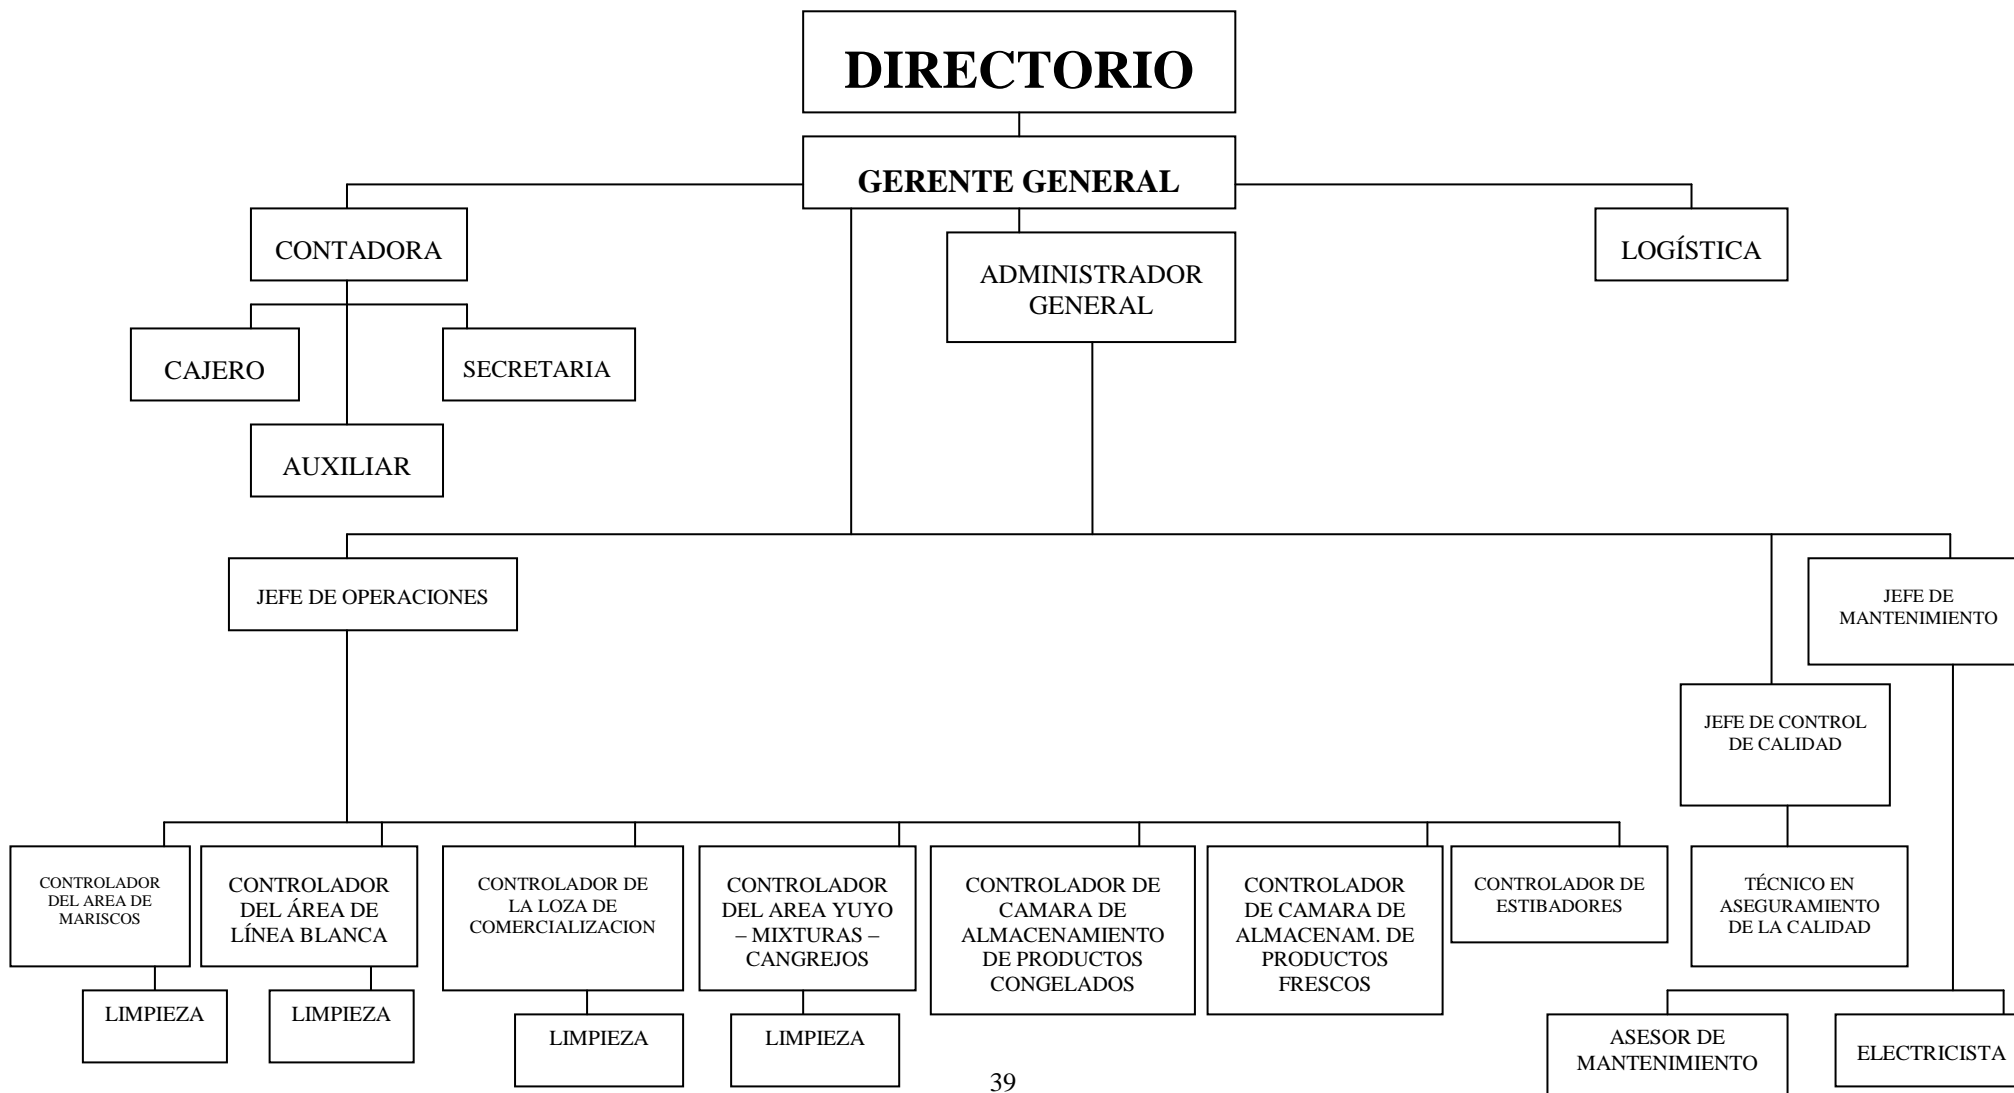 DIRECTORIO
GERENTE GENERAL
CONTADORA
LOGÍSTICA
ADMINISTRADOR
GENERAL
CAJERO
SECRETARIA
AUXILIAR
JEFE DE OPERACIONES
JEFE DE
MANTENIMIENTO
JEFE DE CONTROL
DE CALIDAD
CONTROLADOR
DEL AREA DE
MARISCOS
CONTROLADOR
DEL ÁREA DE
LÍNEA BLANCA
CONTROLADOR DE
LA LOZA DE
COMERCIALIZACION
CONTROLADOR
DEL AREA YUYO
– MIXTURAS –
CANGREJOS
CONTROLADOR DE
CAMARA DE
ALMACENAMIENTO
DE PRODUCTOS
CONGELADOS
CONTROLADOR
DE CAMARA DE
ALMACENAM. DE
PRODUCTOS
FRESCOS
CONTROLADOR DE
ESTIBADORES
TÉCNICO EN
ASEGURAMIENTO
DE LA CALIDAD
LIMPIEZA
LIMPIEZA
LIMPIEZA
LIMPIEZA
ASESOR DE
MANTENIMIENTO
ELECTRICISTA
39